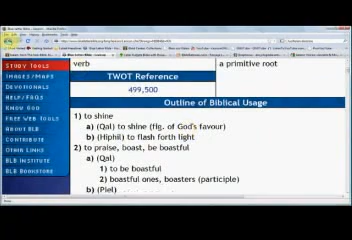 STUDY TOOLS
IMAGES/MAPS
DEVOTIONALS
HELP/FAQS
KNOW GOD
FREE WEB TOOLS
ABOUT BLB
CONTRIBUTE
OTHER LINKS
BLB INSTITUTE
BLB BOOKSTORE
verb
a primitive root
TWOT Reference
499,500
Outline of Biblical Usage
1) to shine
a) (Qal) to shine (fig. of God's favour)
b) (Hiphil) to flash forth light
2) to praise, boast, be boastful
a) (Qal)
1) to be boastful
2) boastful ones, boasters (participle)
b) (Piel)